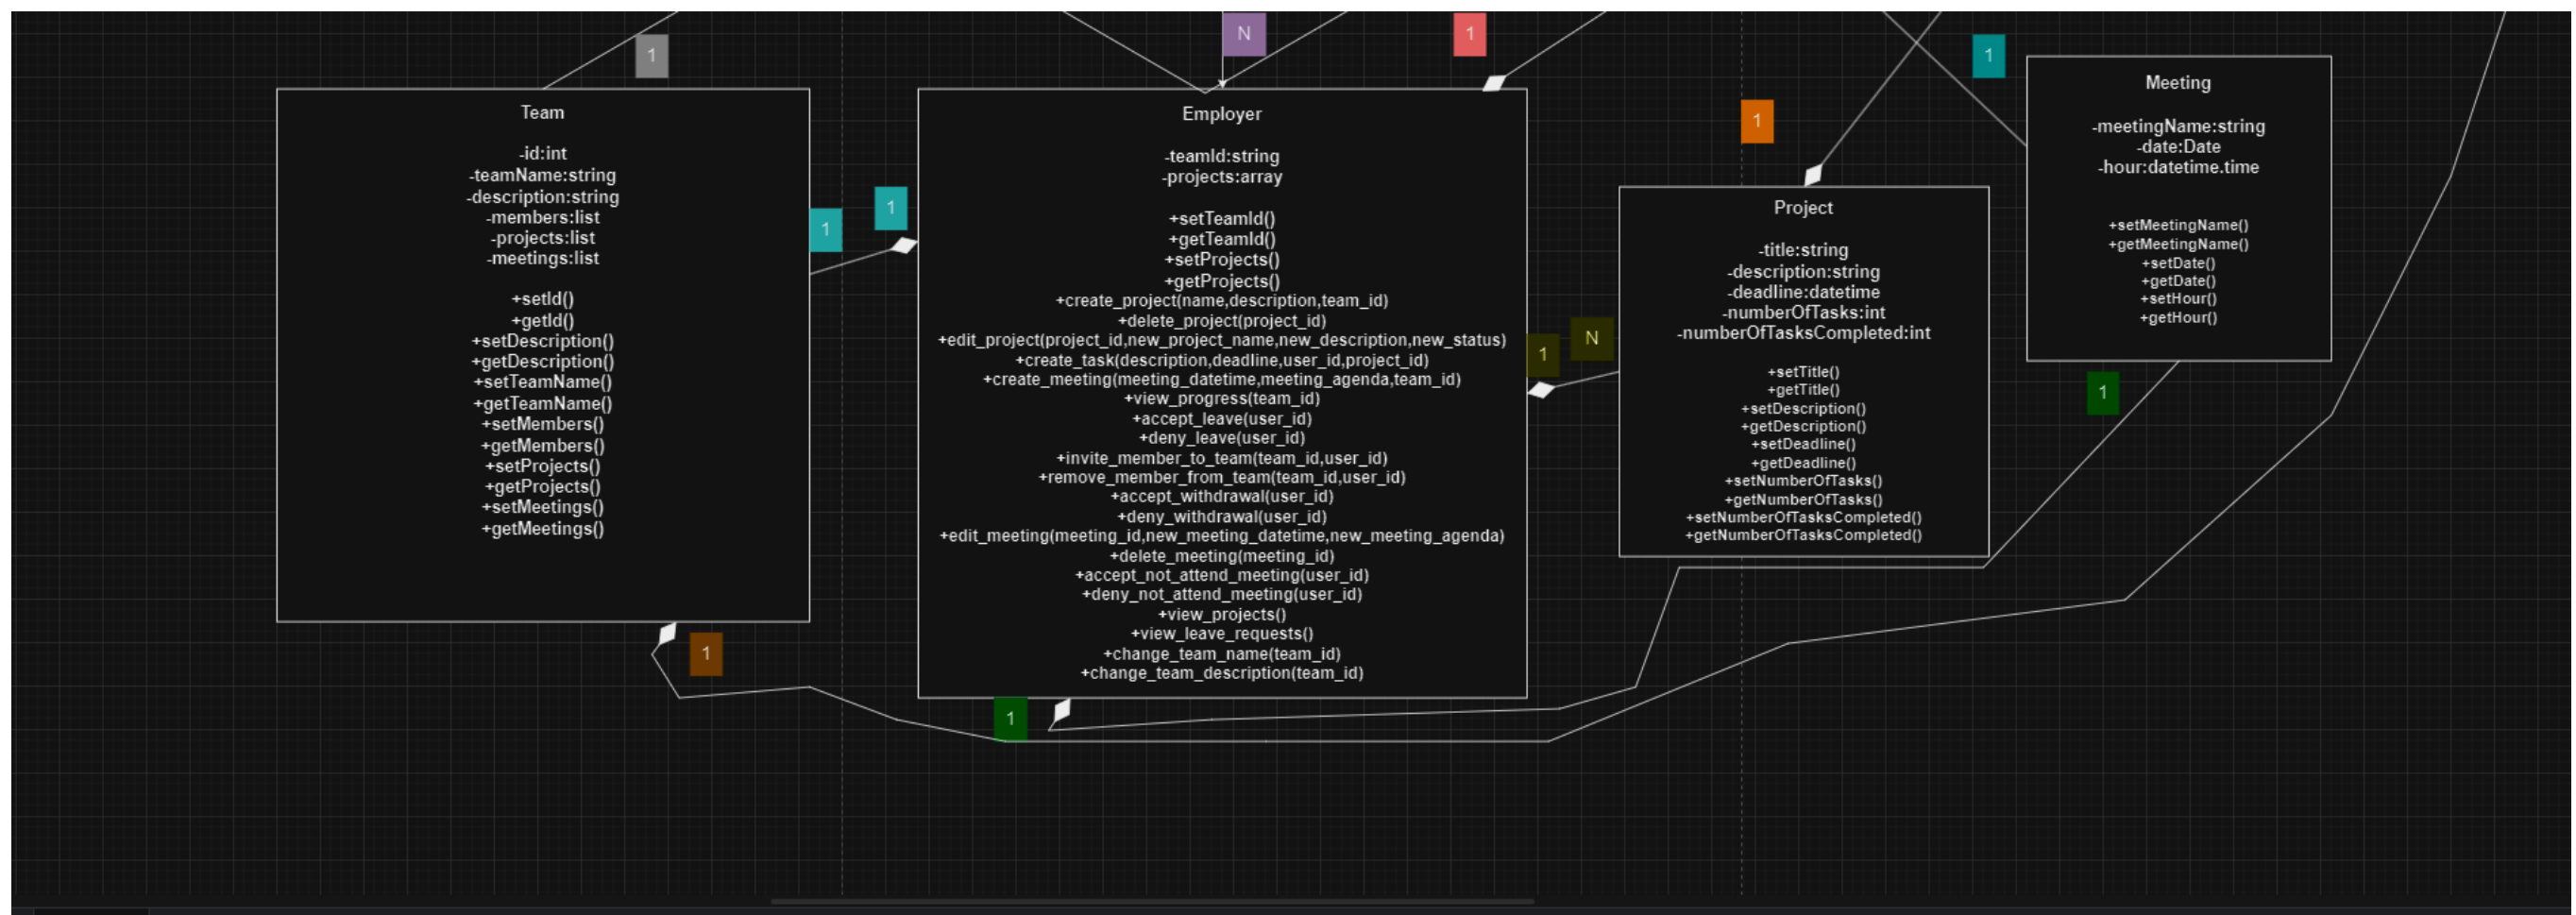 1
N
1
1
1
Team
-id:int
-teamName:string
-description:string
-members:list
-projects:list
-meetings:list
+setId()
+getId()
+setDescription()
+getDescription()
+setTeamName()
+getTeamName()
+setMembers()
+getMembers()
+setProjects()
+getProjects()
+setMeetings()
+getMeetings()
1
1
1
Employer
-teamId:string
-projects:array
+setTeamId()
+getTeamId()
+setProjects()
+getProjects()
+create_project(name,description,team_id)
+delete_project(project_id)
+edit_project(project_id,new_project_name,new_description,new_status)
+create_task(description,deadline,user_id,project_id)
+create_meeting(meeting_datetime,meeting_agenda,team_id)
+view_progress(team_id)
+accept_leave(user_id)
+deny_leave(user_id)
+invite_member_to_team(team_id,user_id)
+remove_member_from_team(team_id,user_id)
+accept_withdrawal(user_id)
+deny_withdrawal(user_id)
+edit_meeting(meeting_id,new_meeting_datetime,new_meeting_agenda)
+delete_meeting(meeting_id)
+accept_not_attend_meeting(user_id)
+deny_not_attend_meeting(user_id)
+view_projects()
+view_leave_requests()
+change_team_name(team_id)
+change_team_description(team_id)
1
1
N
Project
-title:string
-description:string
-deadline:datetime
-numberOfTasks:int
-numberOfTasksCompleted:int
+setTitle()
+getTitle()
+setDescription()
+getDescription()
+setDeadline()
+getDeadline()
+setNumberOfTasks()
+getNumberOfTasks()
+setNumberOfTasksCompleted()
+getNumberOfTasksCompleted()
Meeting
-meetingName:string
-date:Date
-hour:datetime.time
+setMeetingName()
+getMeetingName()
+setDate()
+getDate()
+setHour()
+getHour()
1